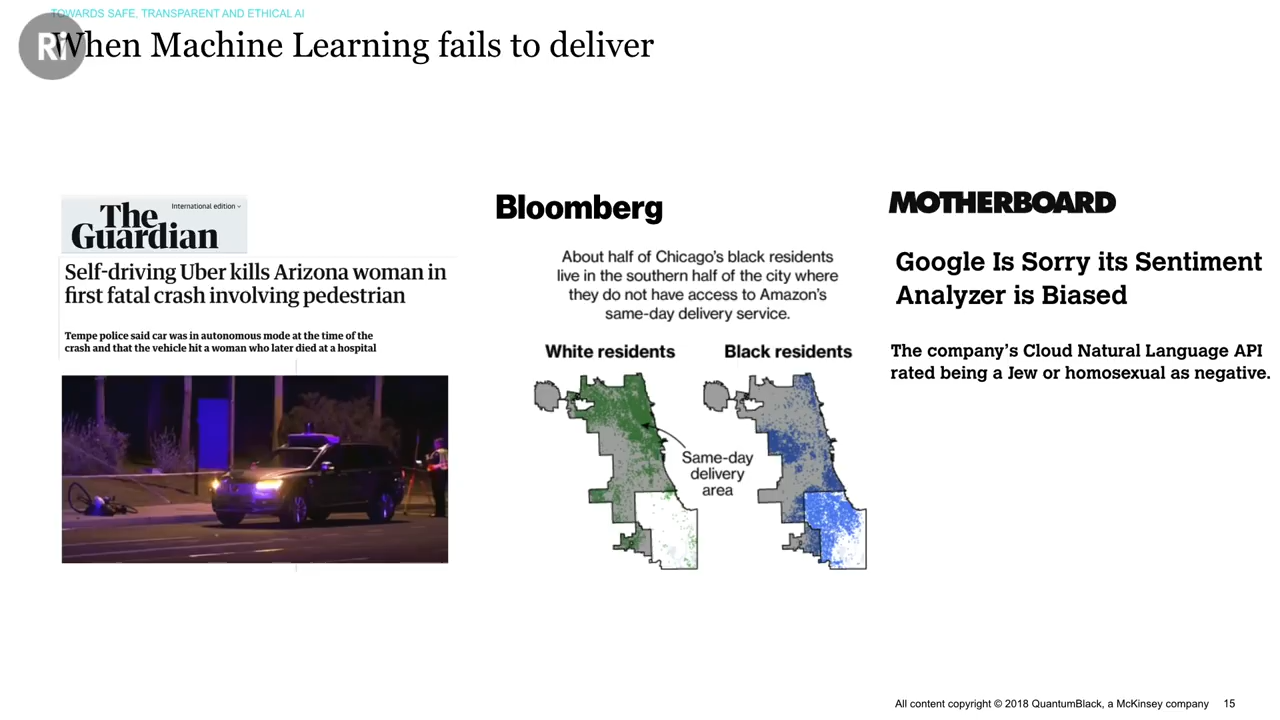 TOWARDS SAFE, TRANSPARENT AND ETHICAL AI
Ri
When Machine Learning fails to deliver
The
Guardian
International edition
Self-driving Uber kills Arizona woman in
first fatal crash involving pedestrian
Tempe police said car was in autonomous mode at the time of the
crash and that the vehicle hit a woman who later died at a hospital
Bloomberg
About half of Chicago's black residents
live in the southern half of the city where
they do not have access to Amazon's
same-day delivery service.
White residents
Black residents
Same-day
delivery
area
MOTHERBOARD
Google Is Sorry its Sentiment
Analyzer is Biased
The company's Cloud Natural Language API
rated being a Jew or homosexual as negative.
All content copyright © 2018 QuantumBlack, a McKinsey company 15